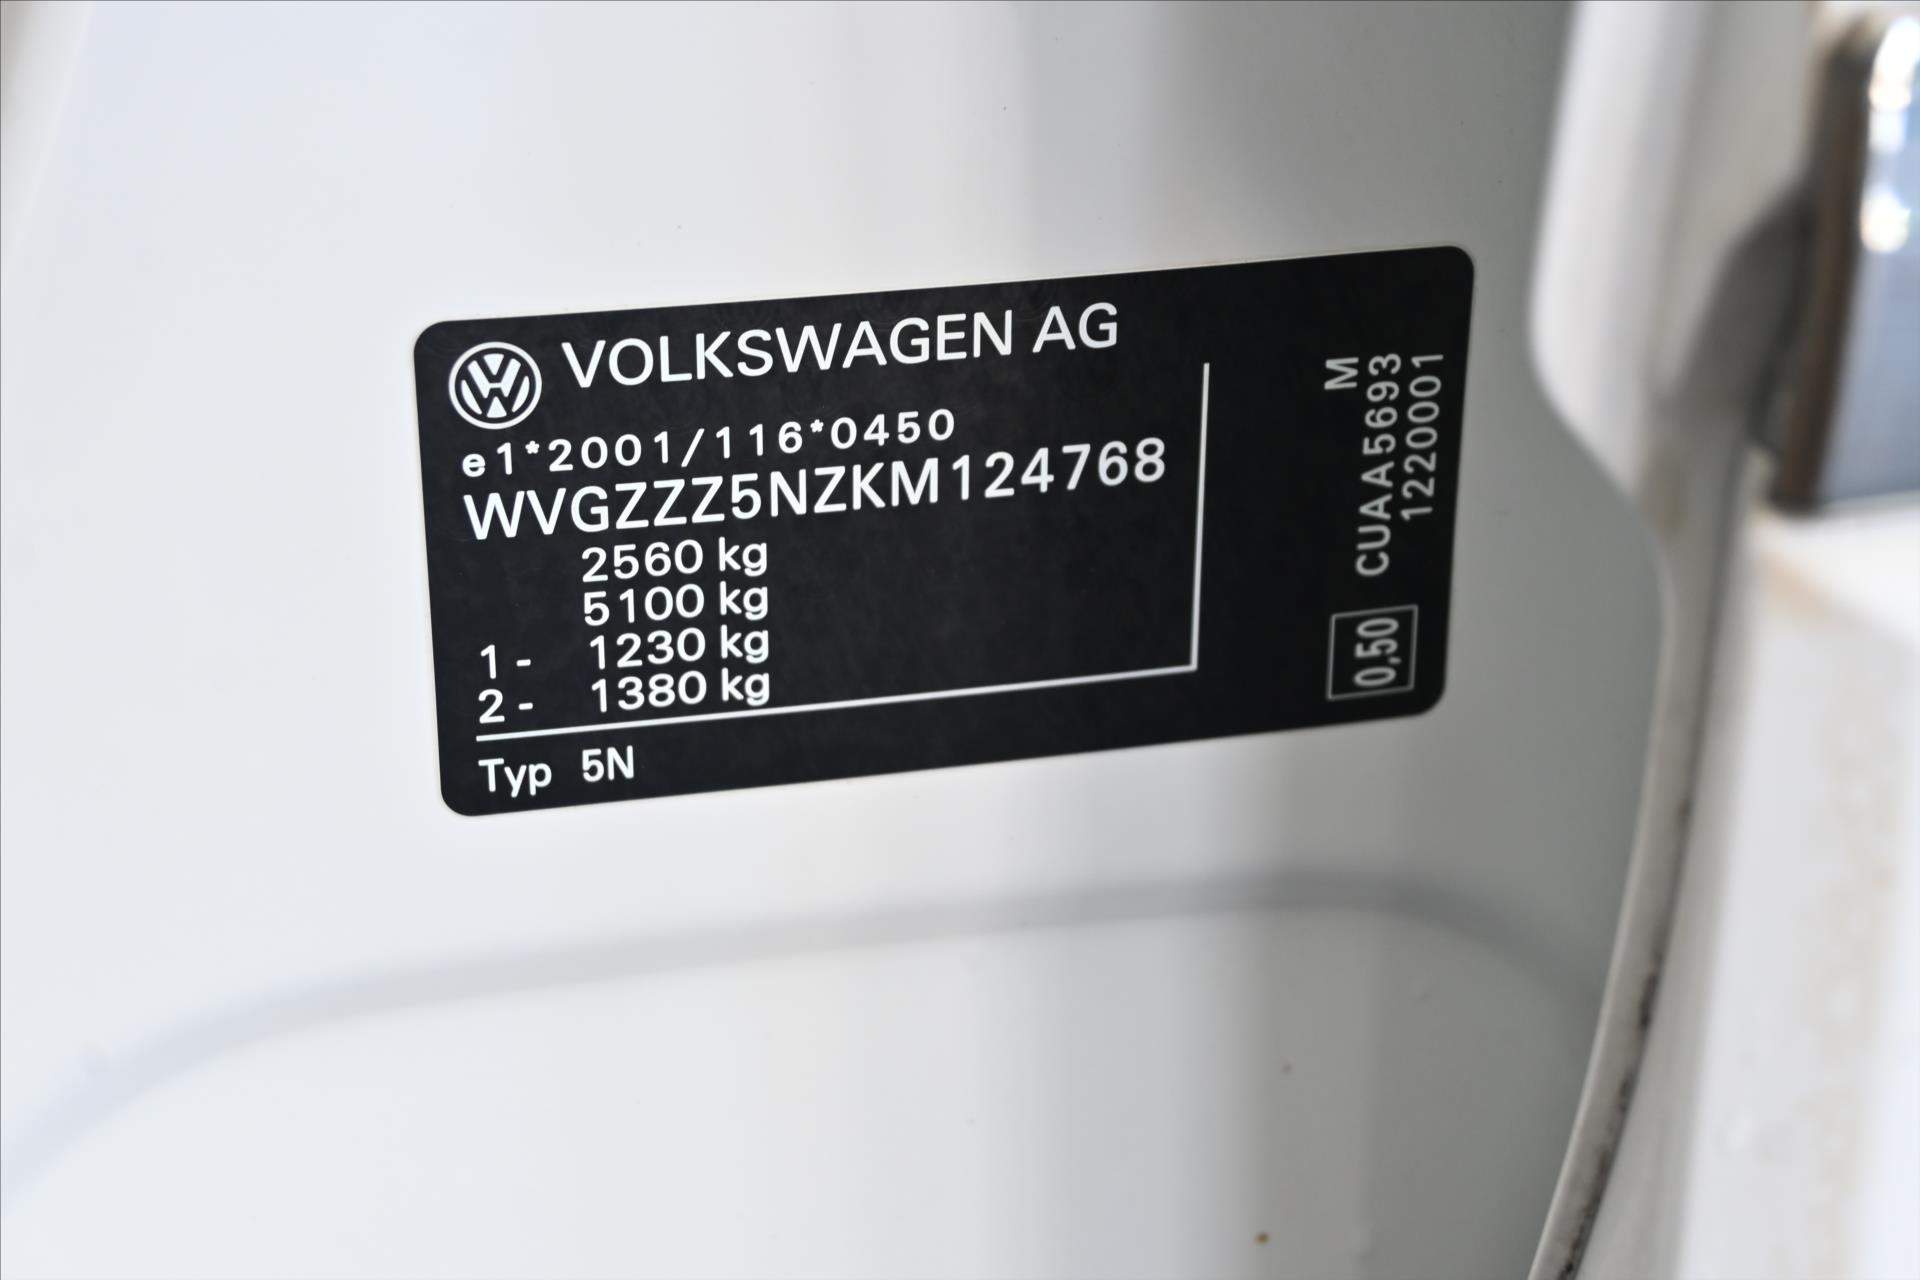 VOLKSWAGEN AG
e1*2001/116*0450
WVGZZZ5NZKM124768
2560 kg
5100 kg
1- 1230 kg
2- 1380 kg
Typ 5N
M
CUAA5693
1220001
0,50